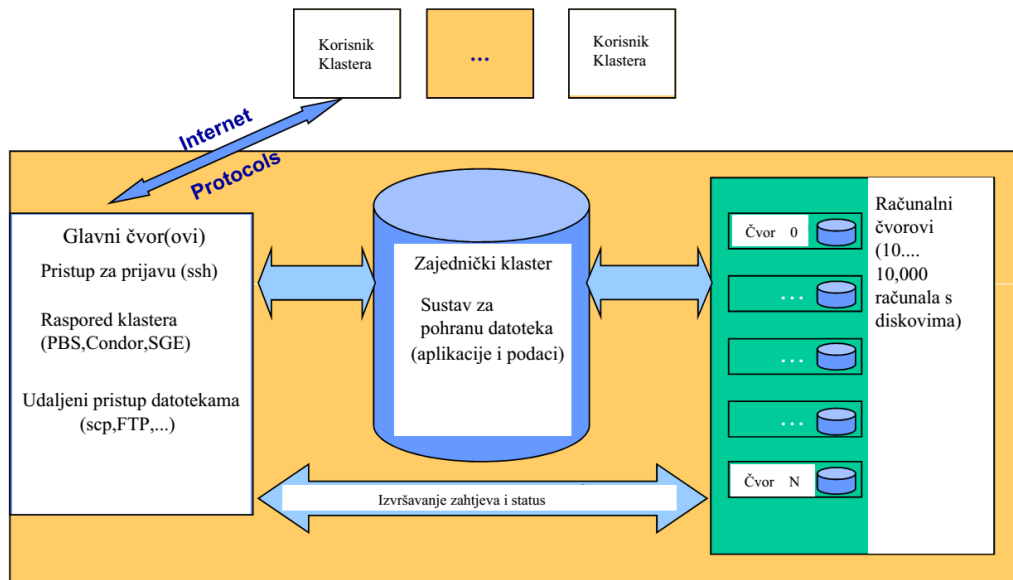 Korisnik
Klastera
...
Korisnik
Klastera
Internet
Protocols
Glavni čvor(ovi)
Pristup za prijavu (ssh)
Raspored klastera
(PBS,Condor,SGE)
Udaljeni pristup datotekama
(scp,FTP,...)
Zajednički klaster
Sustav za
pohranu datoteka
(aplikacije i podaci)
Izvršavanje zahtjeva i status
Čvor 0
...
...
...
Čvor N
Računalni
čvorovi
(10....
10,000
računala s
diskovima)